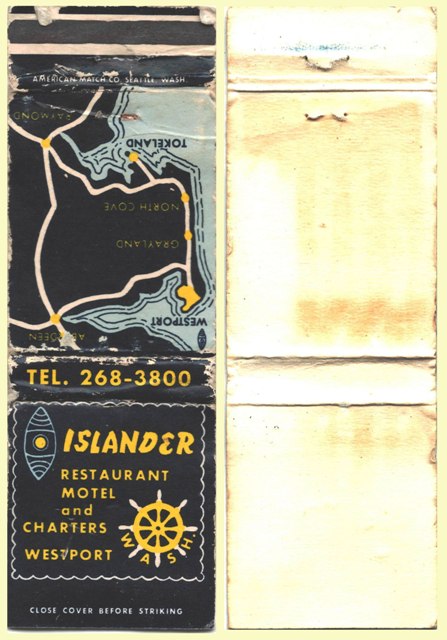 AMERICAN MATCH CO. SEATTLE, WASH.
RAYMOND
TOKELAND
NORTH COVE
GRAYLAND
WESTPORT
ABERDEEN
TEL. 268-3800
ISLANDER
RESTAURANT
MOTEL
and
CHARTERS
WESTPORT
WASH.
CLOSE COVER BEFORE STRIKING